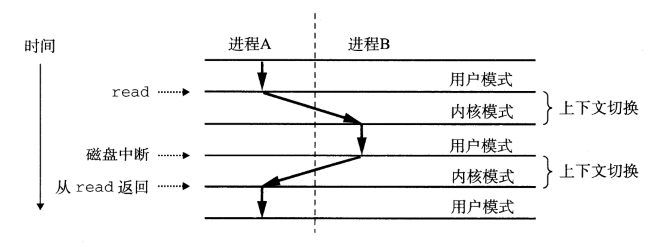 时间
进程A
进程B
用户模式
read
内核模式
上下文切换
用户模式
磁盘中断
内核模式
上下文切换
从 read 返回
用户模式